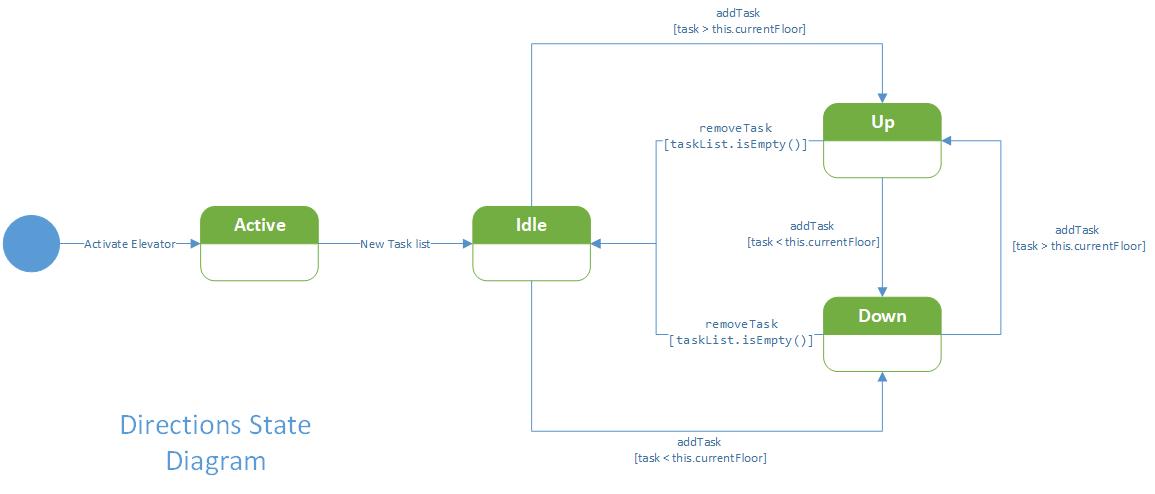 addTask
[task > this.currentFloor]
Up
removeTask
[taskList.isEmpty()]
Active
Idle
addTask
[task < this.currentFloor]
addTask
[task > this.currentFloor]
Activate Elevator
New Task list
Down
removeTask
[taskList.isEmpty()]
Directions State
Diagram
addTask
[task < this.currentFloor]